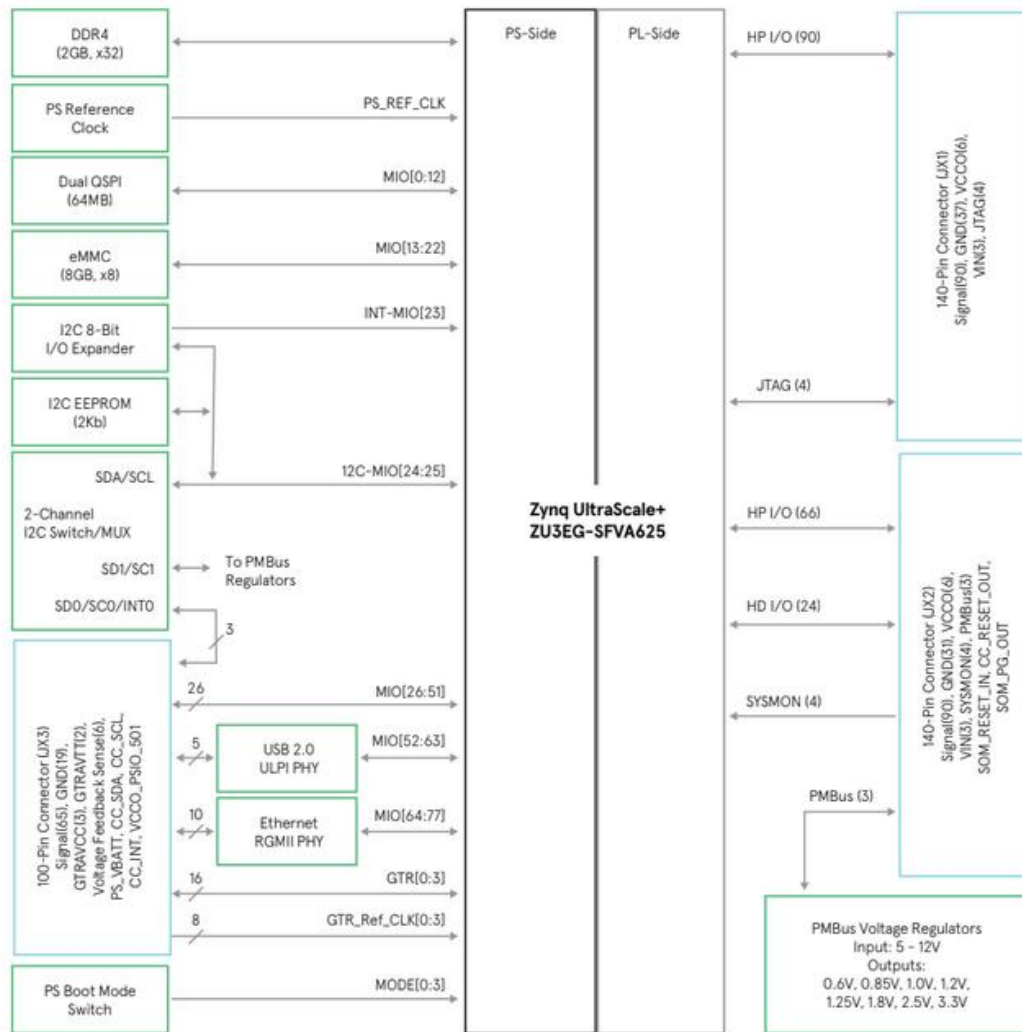 DDR4
(2GB, x32)
PS Reference
Clock
PS_REF_CLK
Dual QSPI
(64MB)
MIO[0:12]
eMMC
(8GB, x8)
MIO[13:22]
I2C 8-Bit
I/O Expander
INT-MIO[23]
I2C EEPROM
(2Kb)
SDA/SCL
12C-MIO[24:25]
2-Channel
I2C Switch/MUX
SD1/SC1
To PMBus
Regulators
SD0/SC0/INT0
3
100-Pin Connector (JX3)
Signal(65), GND(19),
GTRAVCC(3), GTRAVTT(2),
Voltage Feedback Sense(6),
PS_VBATT, CC_SDA, CC_SCL,
CC_INT, VCCO_PSIO_501
26
MIO[26:51]
5
USB 2.0
ULPI PHY
MIO[52:63]
10
Ethernet
RGMII PHY
MIO[64:77]
16
GTR[0:3]
8
GTR_Ref_CLK[0:3]
PS Boot Mode
Switch
MODE[0:3]
PS-Side
PL-Side
Zynq UltraScale+
ZU3EG-SFVA625
HP I/O (90)
JTAG (4)
140-Pin Connector (JX1)
Signal(90), GND(37), VCCO(6),
VIN(3), JTAG(4)
HP I/O (66)
HD I/O (24)
SYSMON (4)
PMBus (3)
140-Pin Connector (JX2)
Signal(90), GND(31), VCCO(6),
VIN(3), SYSMON(4), PMBus(3)
SOM_RESET_IN, CC_RESET_OUT,
SOM_PG_OUT
PMBus Voltage Regulators
Input: 5 - 12V
Outputs:
0.6V, 0.85V, 1.0V, 1.2V,
1.25V, 1.8V, 2.5V, 3.3V